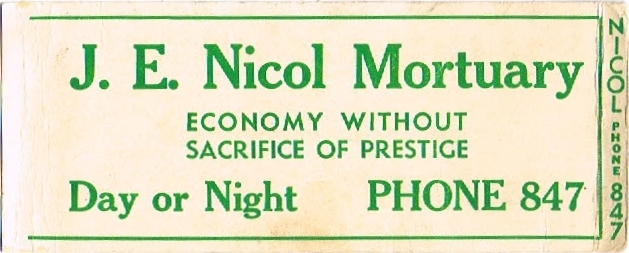 J. E. Nicol Mortuary
ECONOMY WITHOUT
SACRIFICE OF PRESTIGE
Day or Night PHONE 847
NICOL PHONE 847